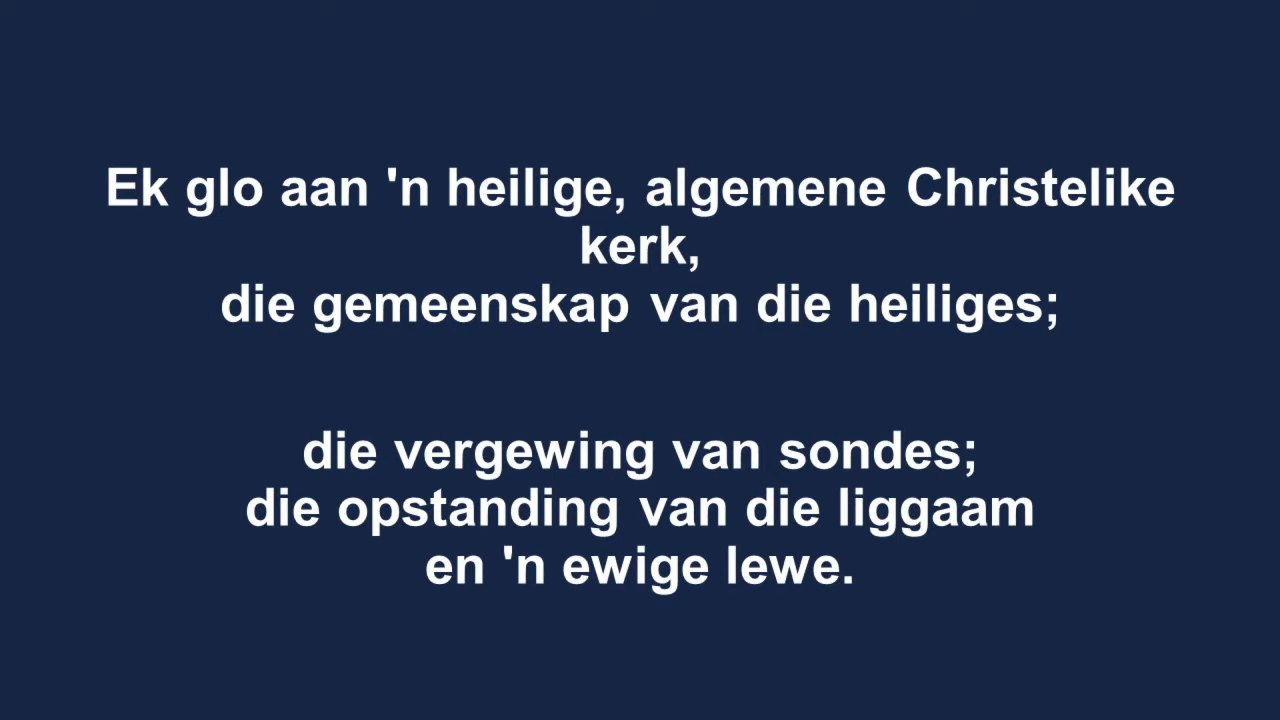 Ek glo aan 'n heilige, algemene Christelike
kerk,
die gemeenskap van die heiliges;
die vergewing van sondes;
die opstanding van die liggaam
en 'n ewige lewe.